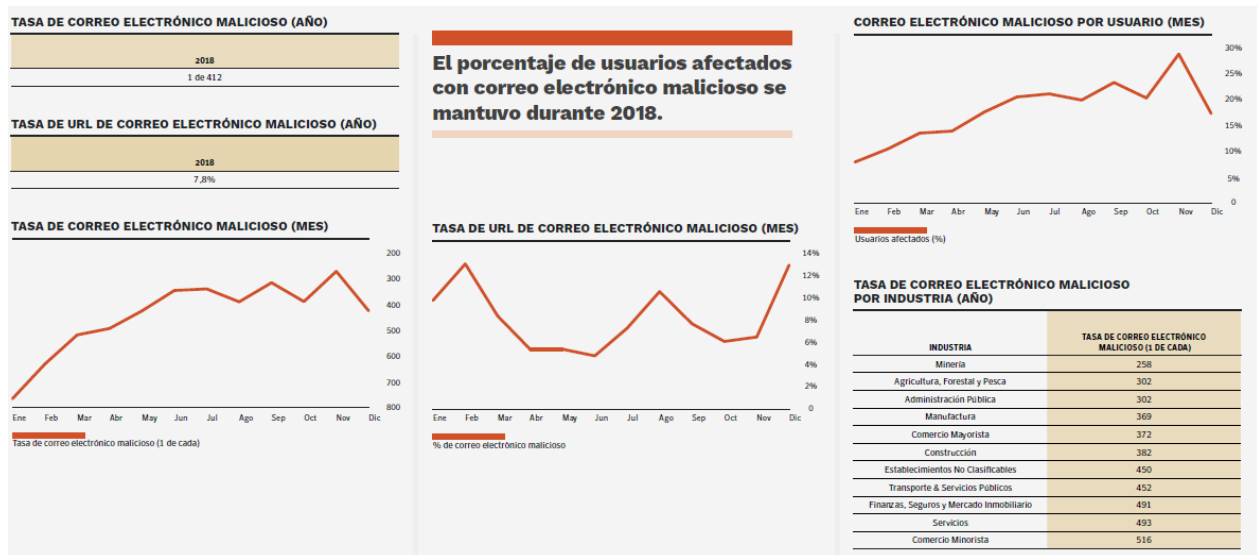 TASA DE CORREO ELECTRÓNICO MALICIOSO (AÑO)
2018
1 de 412
TASA DE URL DE CORREO ELECTRÓNICO MALICIOSO (AÑO)
2018
7,8%
TASA DE CORREO ELECTRÓNICO MALICIOSO (MES)
200
300
400
500
600
700
800
Ene Feb Mar Abr May Jun Jul Ago Sep Oct Nov Dic
Tasa de correo electrónico malicioso (1 de cada)
El porcentaje de usuarios afectados
con correo electrónico malicioso se
mantuvo durante 2018.
TASA DE URL DE CORREO ELECTRÓNICO MALICIOSO (MES)
14%
12%
10%
8%
6%
4%
2%
0
Ene Feb Mar Abr May Jun Jul Ago Sep Oct Nov Dic
% de correo electrónico malicioso
CORREO ELECTRÓNICO MALICIOSO POR USUARIO (MES)
30%
25%
20%
15%
10%
5%
0
Ene Feb Mar Abr May Jun Jul Ago Sep Oct Nov Dic
Usuarios afectados (%)
TASA DE CORREO ELECTRÓNICO MALICIOSO
POR INDUSTRIA (AÑO)
INDUSTRIA TASA DE CORREO ELECTRÓNICO
MALICIOSO (1 DE CADA)
Minería 258
Agricultura, Forestal y Pesca 302
Administración Pública 302
Manufactura 369
Comercio Mayorista 372
Construcción 382
Establecimientos No Clasificables 450
Transporte & Servicios Públicos 452
Finanzas, Seguros y Mercado Inmobiliario 491
Servicios 493
Comercio Minorista 516